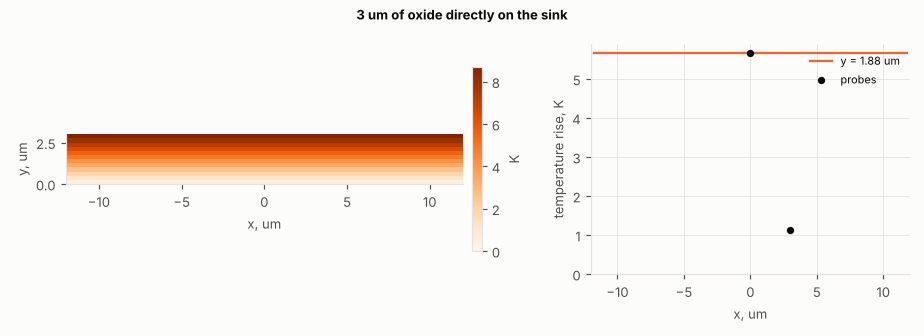 3 um of oxide directly on the sink
y, um
2.5
0.0
−10
−5
0
5
10
x, um
8
6
4
2
0
K
temperature rise, K
5
4
3
2
1
0
y = 1.88 um
probes
−10
−5
0
5
10
x, um